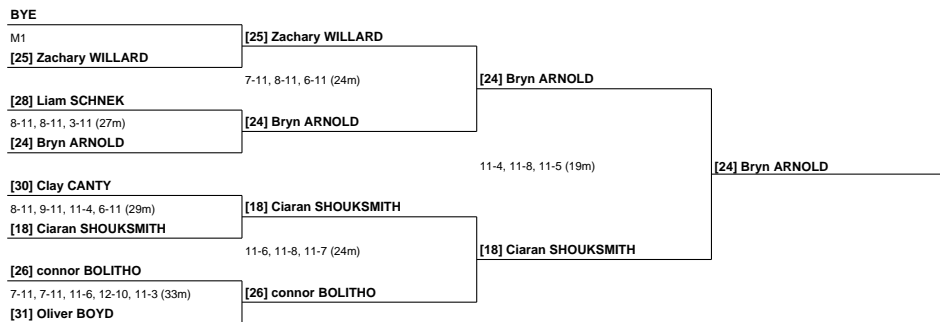 BYE
M1
[25] Zachary WILLARD
[25] Zachary WILLARD
7-11, 8-11, 6-11 (24m)
[28] Liam SCHNEK
8-11, 8-11, 3-11 (27m)
[24] Bryn ARNOLD
[24] Bryn ARNOLD
[24] Bryn ARNOLD
11-4, 11-8, 11-5 (19m)
[24] Bryn ARNOLD
[30] Clay CANTY
8-11, 9-11, 11-4, 6-11 (29m)
[18] Ciaran SHOUKSMITH
[18] Ciaran SHOUKSMITH
11-6, 11-8, 11-7 (24m)
[18] Ciaran SHOUKSMITH
[26] connor BOLITHO
7-11, 7-11, 11-6, 12-10, 11-3 (33m)
[31] Oliver BOYD
[26] connor BOLITHO